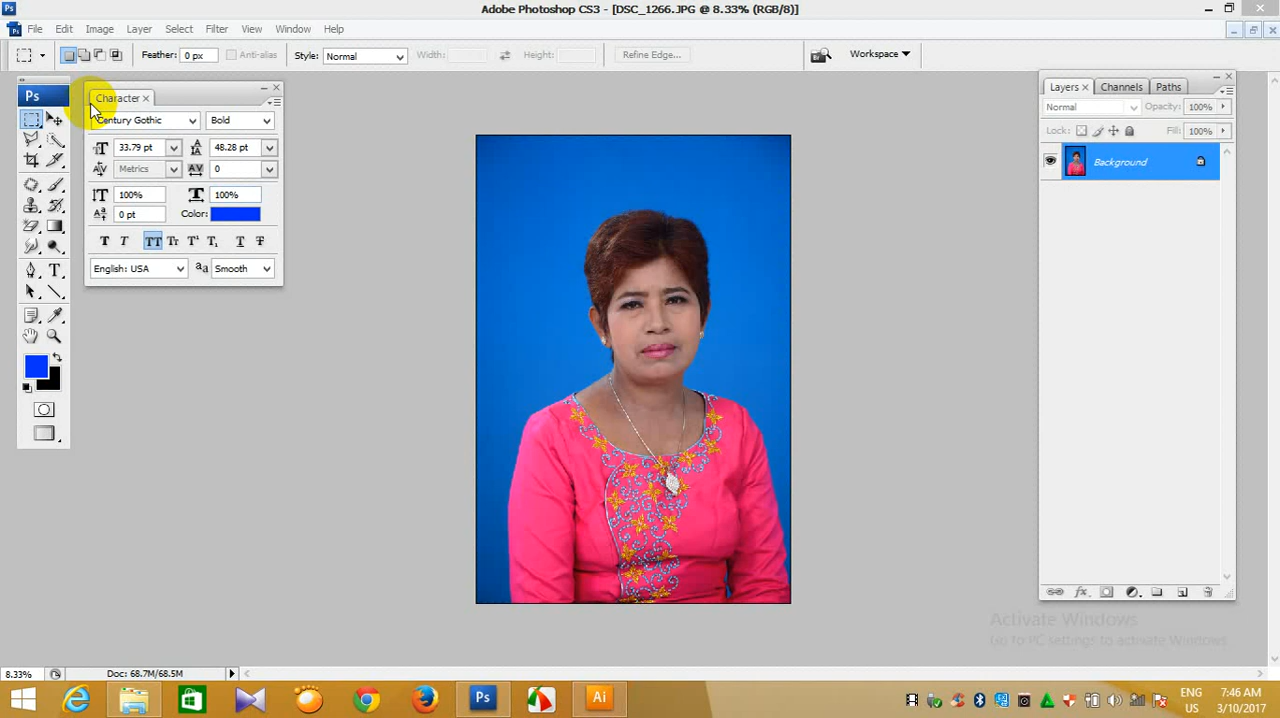 Adobe Photoshop CS3 - [DSC_1266.JPG @ 8.33% (RGB/8)]
File Edit Image Layer Select Filter View Window Help
Feather: 0 px Anti-alias Style: Normal Width: Height: Refine Edge... Workspace
Ps
Character
Century Gothic Bold
33.79 pt 48.28 pt
Metrics 0
100% 100%
0 pt Color:
English: USA Smooth
Layers Channels Paths
Normal Opacity: 100%
Lock: Fill: 100%
Background
Activate Windows
Go to PC settings to activate Windows.
8.33% Doc: 68.7M/68.5M
Ps Ai
ENG 7:46 AM
US 3/10/2017